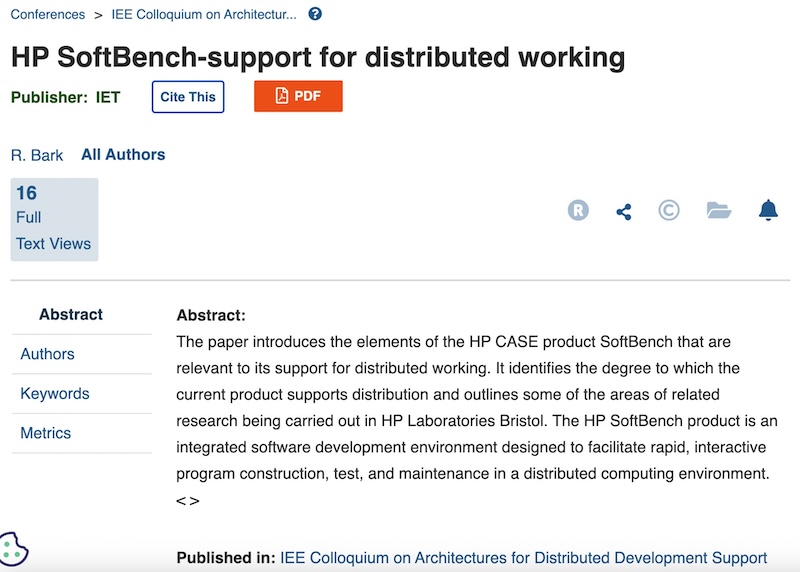 Conferences > IEE Colloquium on Architectur... ?
HP SoftBench-support for distributed working
Publisher: IET Cite This PDF
R. Bark All Authors
16
Full
Text Views
R ©
Abstract
Authors
Keywords
Metrics
Abstract:
The paper introduces the elements of the HP CASE product SoftBench that are
relevant to its support for distributed working. It identifies the degree to which the
current product supports distribution and outlines some of the areas of related
research being carried out in HP Laboratories Bristol. The HP SoftBench product is an
integrated software development environment designed to facilitate rapid, interactive
program construction, test, and maintenance in a distributed computing environment.
< >
Published in: IEE Colloquium on Architectures for Distributed Development Support